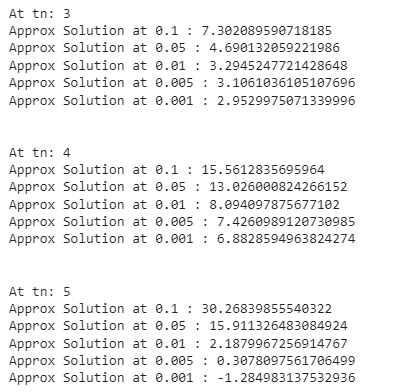 At tn: 3
Approx Solution at 0.1 : 7.302089590718185
Approx Solution at 0.05 : 4.690132059221986
Approx Solution at 0.01 : 3.2945247721428648
Approx Solution at 0.005 : 3.1061036105107696
Approx Solution at 0.001 : 2.9529975071339996
At tn: 4
Approx Solution at 0.1 : 15.5612835695964
Approx Solution at 0.05 : 13.026000824266152
Approx Solution at 0.01 : 8.094097875677102
Approx Solution at 0.005 : 7.4260989120730985
Approx Solution at 0.001 : 6.8828594963824274
At tn: 5
Approx Solution at 0.1 : 30.26839855540322
Approx Solution at 0.05 : 15.911326483084924
Approx Solution at 0.01 : 2.1879967256914767
Approx Solution at 0.005 : 0.3078097561706499
Approx Solution at 0.001 : -1.284983137532936